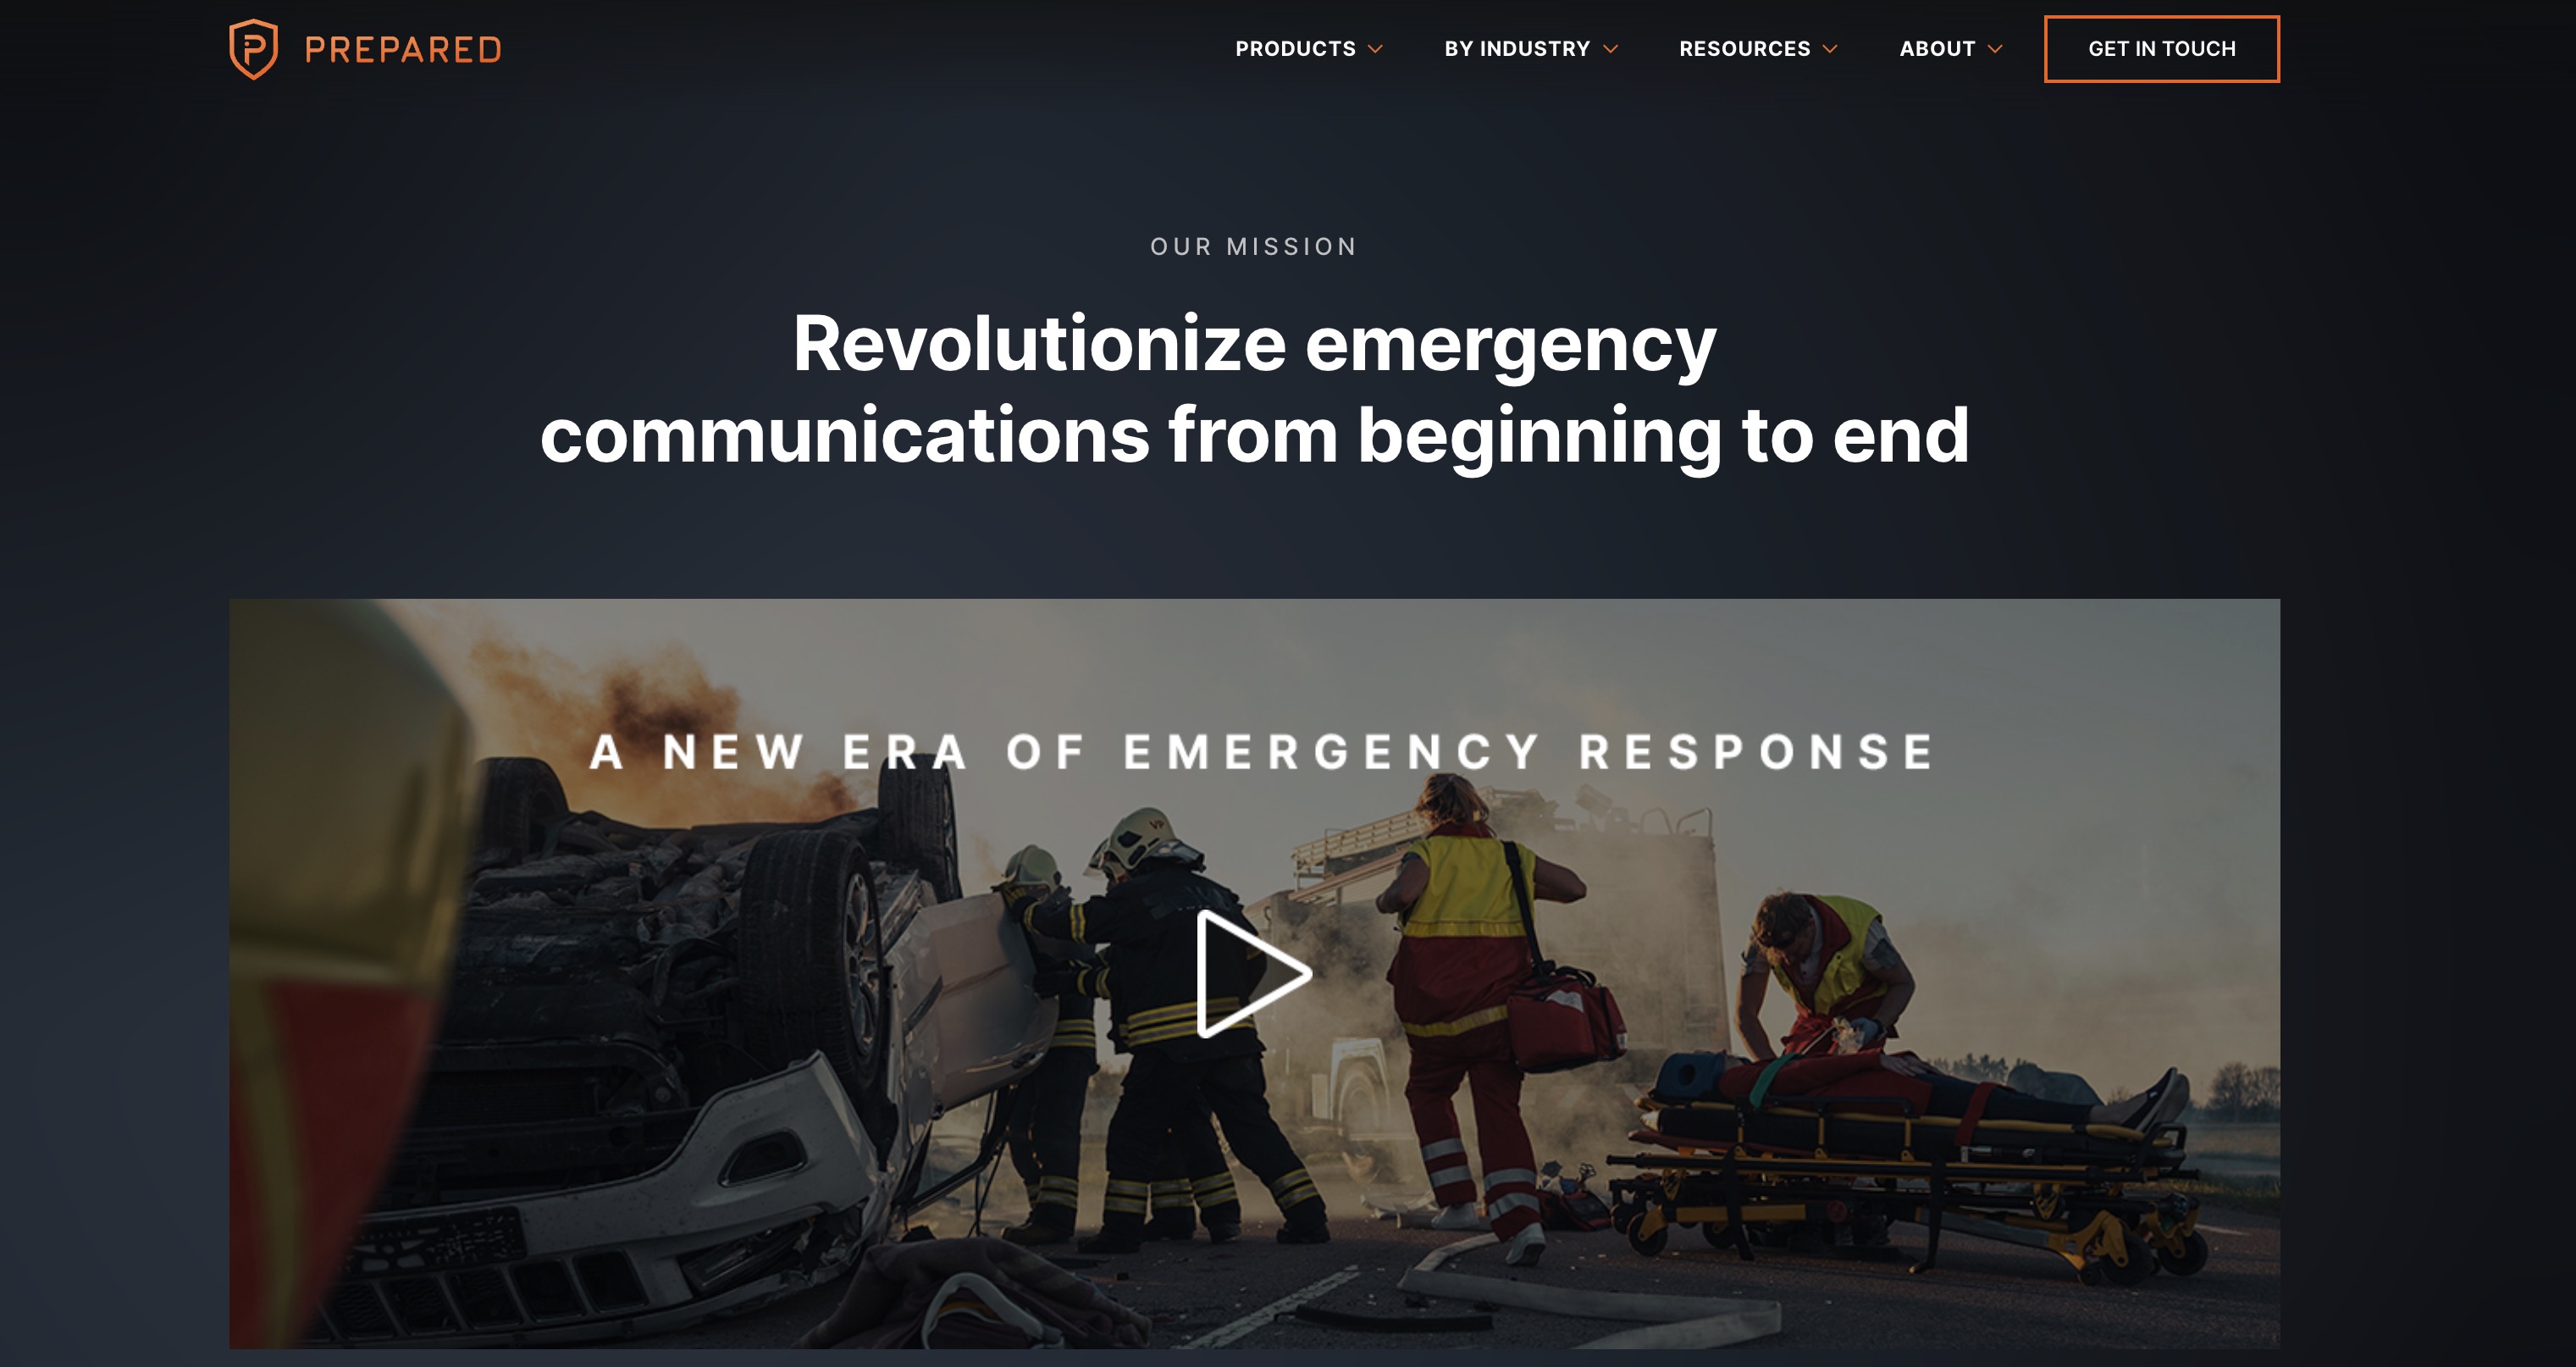 PREPARED
PRODUCTS
BY INDUSTRY
RESOURCES
ABOUT
GET IN TOUCH
OUR MISSION
Revolutionize emergency
communications from beginning to end
A NEW ERA OF EMERGENCY RESPONSE
VP